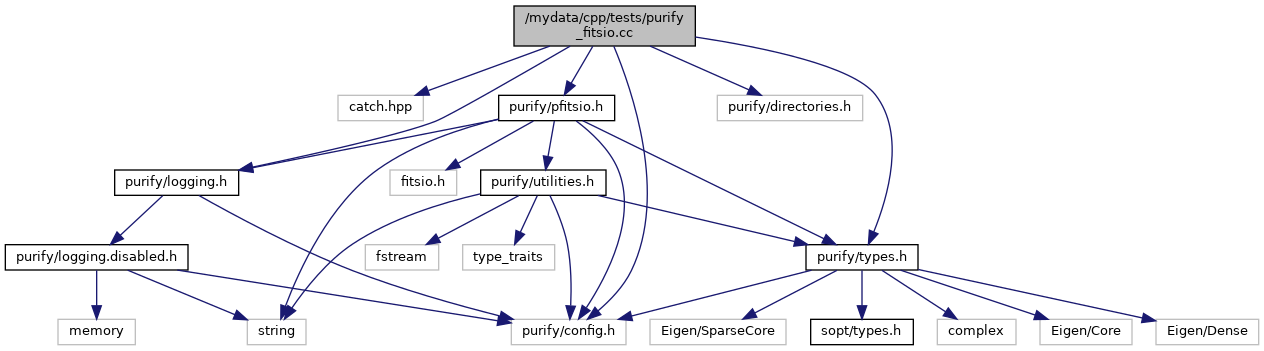 /mydata/cpp/tests/purify
_fitsio.cc
catch.hpp
purify/pfitsio.h
purify/directories.h
purify/logging.h
fitsio.h
purify/utilities.h
purify/logging.disabled.h
fstream
type_traits
purify/types.h
memory
string
purify/config.h
Eigen/SparseCore
sopt/types.h
complex
Eigen/Core
Eigen/Dense